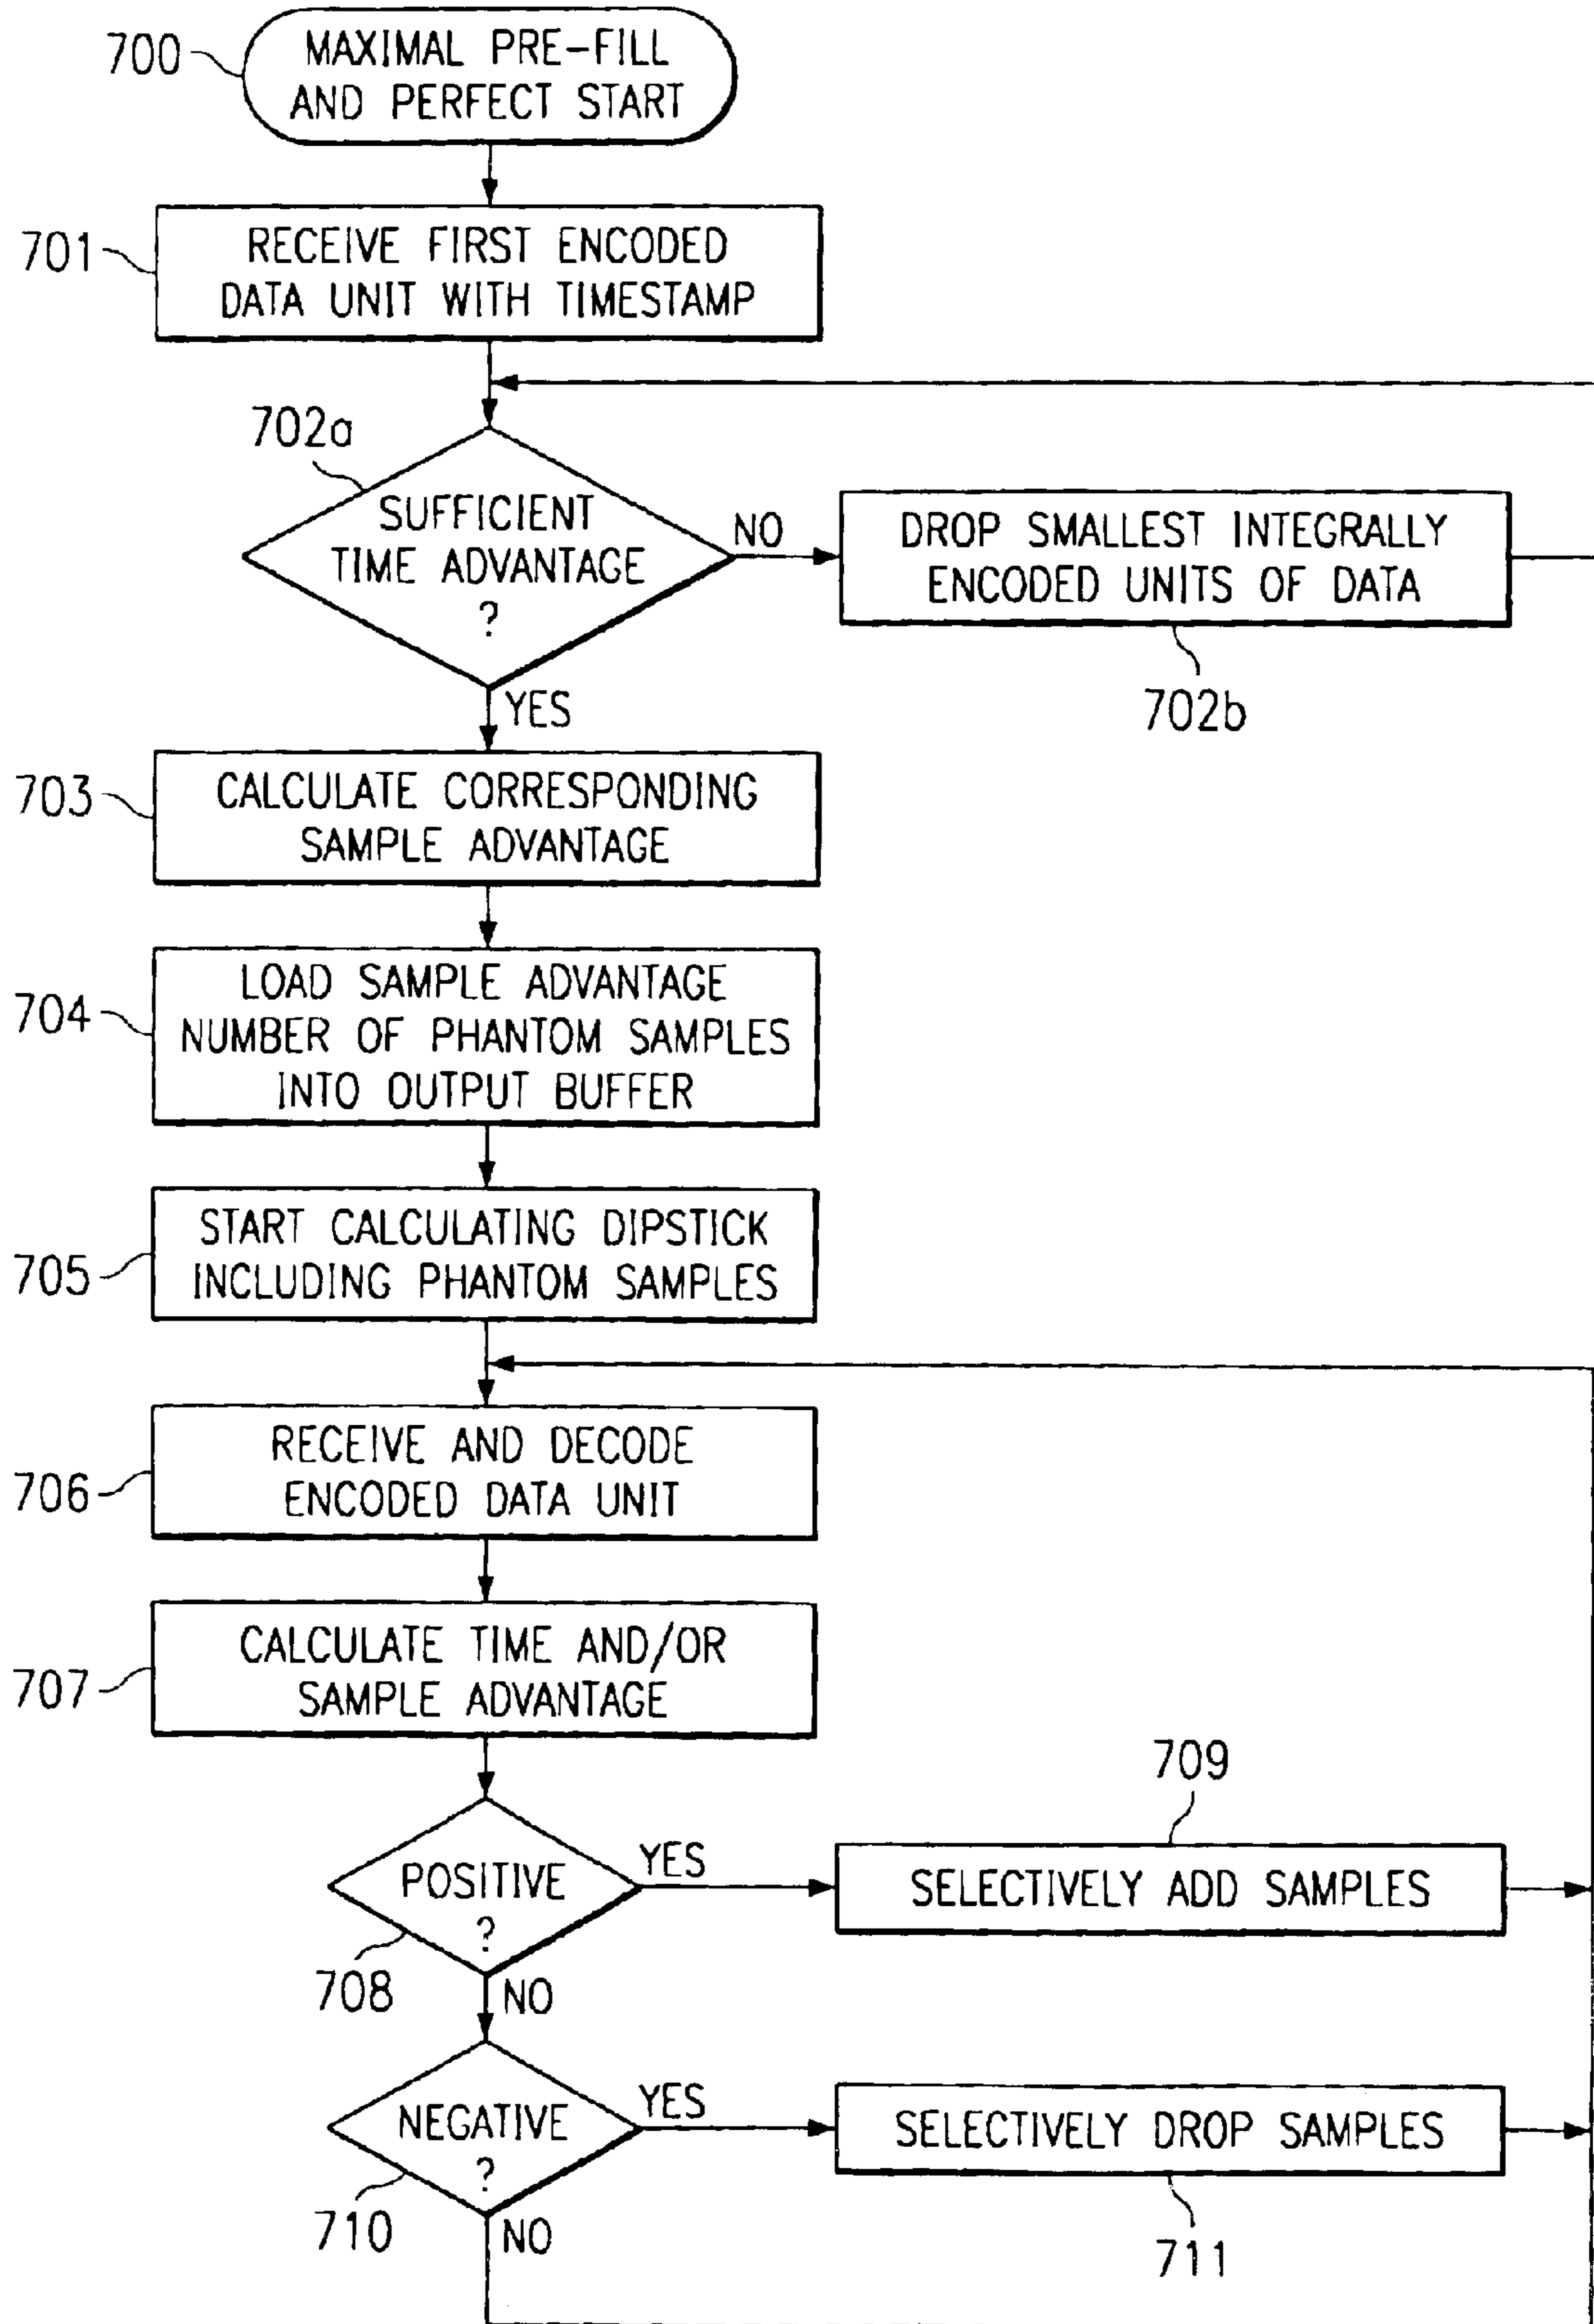 700
MAXIMAL PRE-FILL
AND PERFECT START
701
RECEIVE FIRST ENCODED
DATA UNIT WITH TIMESTAMP
702a
SUFFICIENT
TIME ADVANTAGE
?
NO
DROP SMALLEST INTEGRALLY
ENCODED UNITS OF DATA
702b
YES
703
CALCULATE CORRESPONDING
SAMPLE ADVANTAGE
704
LOAD SAMPLE ADVANTAGE
NUMBER OF PHANTOM SAMPLES
INTO OUTPUT BUFFER
705
START CALCULATING DIPSTICK
INCLUDING PHANTOM SAMPLES
706
RECEIVE AND DECODE
ENCODED DATA UNIT
707
CALCULATE TIME AND/OR
SAMPLE ADVANTAGE
POSITIVE
?
708
YES
709
SELECTIVELY ADD SAMPLES
NO
NEGATIVE
?
710
YES
SELECTIVELY DROP SAMPLES
711
NO